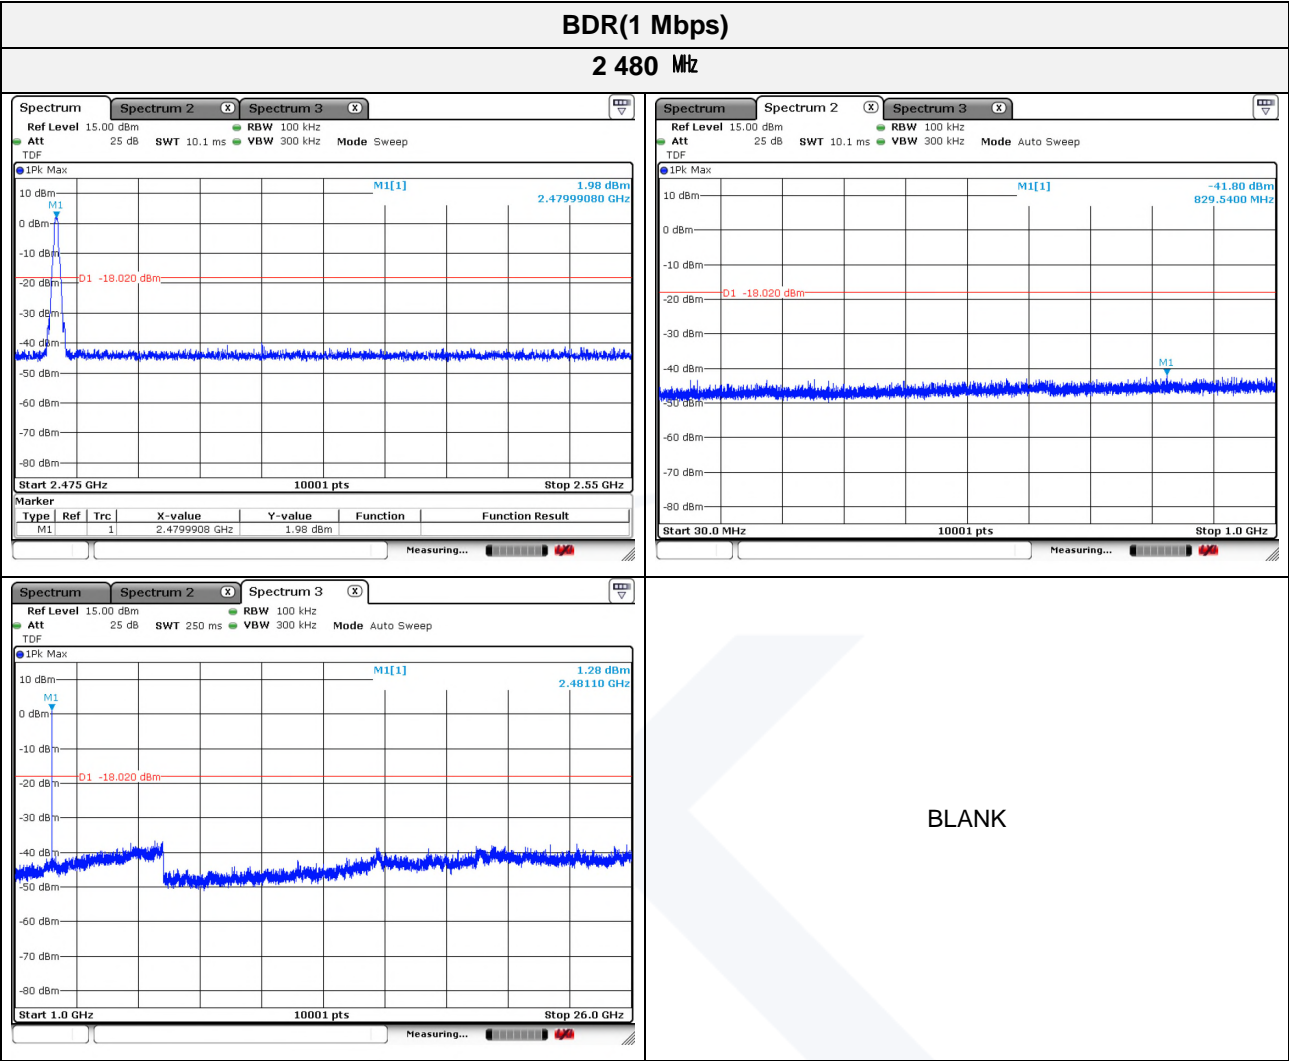 BDR(1 Mbps)
2 480 ㎒
Spectrum Spectrum 2 X Spectrum 3 X
Ref Level 15.00 dBm RBW 100 kHz
Att 25 dB SWT 10.1 ms VBW 300 kHz Mode Sweep
TDF
1Pk Max
M1[1] 1.98 dBm
2.47999080 GHz
10 dBm
M1
0 dBm
-10 dBm
D1 -18.020 dBm
-20 dBm
-30 dBm
-40 dBm
-50 dBm
-60 dBm
-70 dBm
-80 dBm
Start 2.475 GHz 10001 pts Stop 2.55 GHz
Marker
Type Ref Trc X-value Y-value Function Function Result
M1 1 2.4799908 GHz 1.98 dBm
Measuring...
Spectrum Spectrum 2 X Spectrum 3 X
Ref Level 15.00 dBm RBW 100 kHz
Att 25 dB SWT 10.1 ms VBW 300 kHz Mode Auto Sweep
TDF
1Pk Max
M1[1] -41.80 dBm
829.5400 MHz
10 dBm
0 dBm
-10 dBm
D1 -18.020 dBm
-20 dBm
-30 dBm
M1
-40 dBm
-50 dBm
-60 dBm
-70 dBm
-80 dBm
Start 30.0 MHz 10001 pts Stop 1.0 GHz
Measuring...
Spectrum Spectrum 2 X Spectrum 3 X
Ref Level 15.00 dBm RBW 100 kHz
Att 25 dB SWT 250 ms VBW 300 kHz Mode Auto Sweep
TDF
1Pk Max
M1[1] 1.28 dBm
2.48110 GHz
10 dBm
M1
0 dBm
-10 dBm
D1 -18.020 dBm
-20 dBm
-30 dBm
-40 dBm
-50 dBm
-60 dBm
-70 dBm
-80 dBm
Start 1.0 GHz 10001 pts Stop 26.0 GHz
Measuring...
BLANK